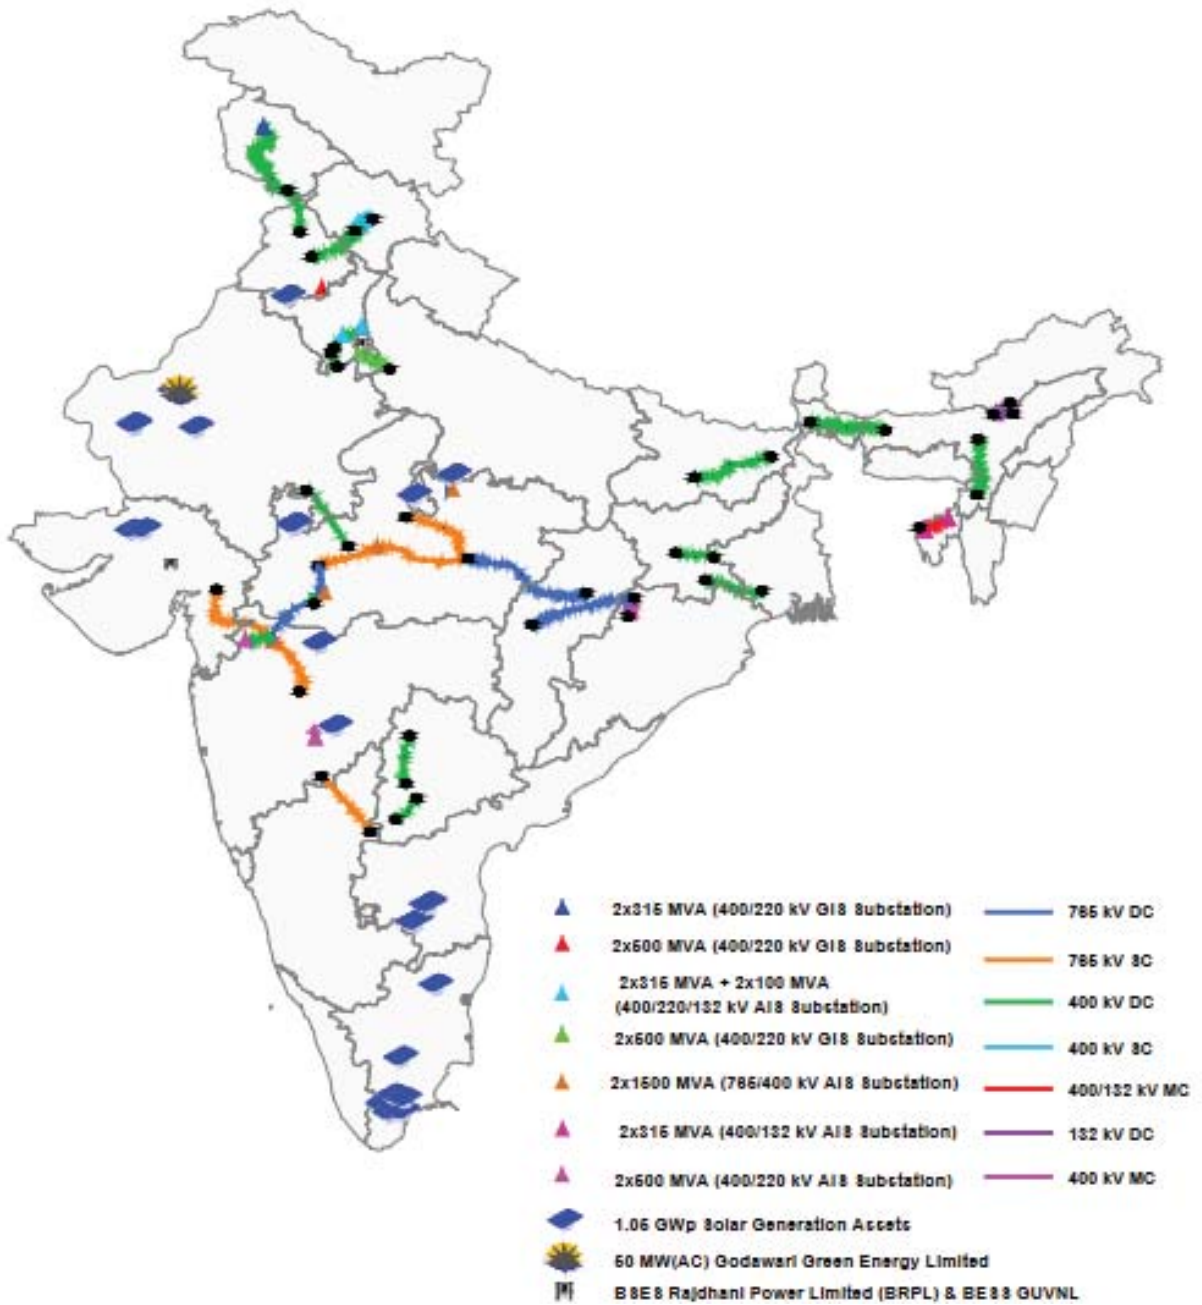 2x315 MVA (400/220 kV GIS Substation)
2x500 MVA (400/220 kV GIS Substation)
2x315 MVA + 2x100 MVA
(400/220/132 kV AIS Substation)
2x500 MVA (400/220 kV GIS Substation)
2x1500 MVA (765/400 kV AIS Substation)
2x315 MVA (400/132 kV AIS Substation)
2x500 MVA (400/220 kV AIS Substation)
1.05 GWp Solar Generation Assets
50 MW(AC) Godawari Green Energy Limited
BSES Rajdhani Power Limited (BRPL) & BESS GUVNL
765 kV DC
765 kV SC
400 kV DC
400 kV SC
400/132 kV MC
132 kV DC
400 kV MC